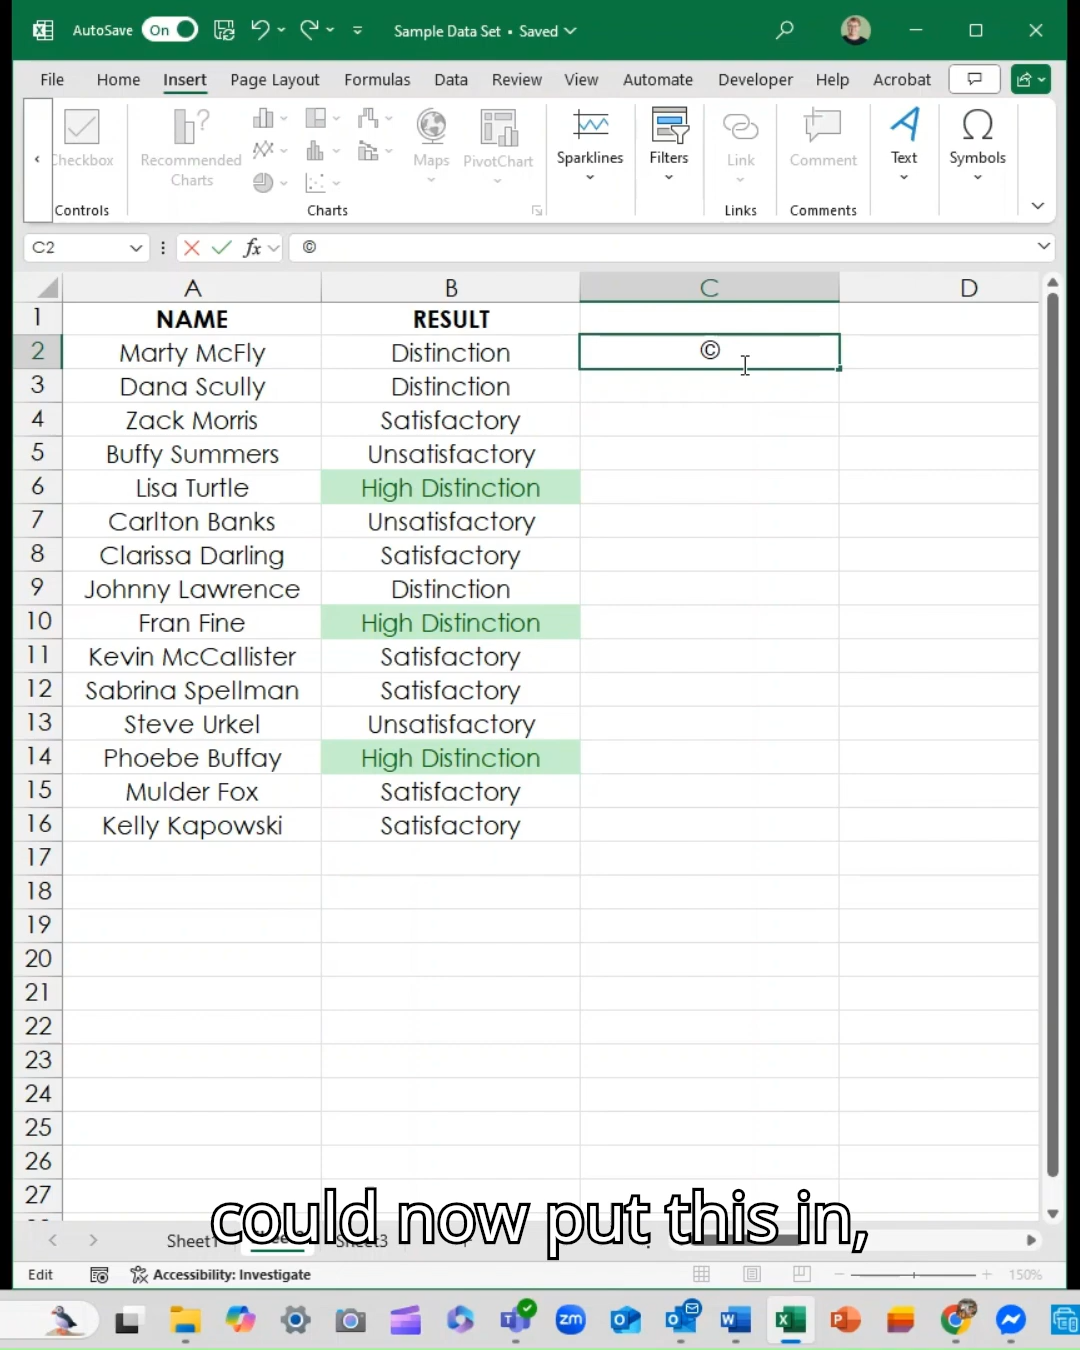 AutoSave On Sample Data Set • Saved
File Home Insert Page Layout Formulas Data Review View Automate Developer Help Acrobat
Checkbox Recommended Charts Maps PivotChart Sparklines Filters Link Comment Text Symbols
Controls Charts Links Comments
C2 fx ©
A B C D
1 NAME RESULT
2 Marty McFly Distinction ©
3 Dana Scully Distinction
4 Zack Morris Satisfactory
5 Buffy Summers Unsatisfactory
6 Lisa Turtle High Distinction
7 Carlton Banks Unsatisfactory
8 Clarissa Darling Satisfactory
9 Johnny Lawrence Distinction
10 Fran Fine High Distinction
11 Kevin McCallister Satisfactory
12 Sabrina Spellman Satisfactory
13 Steve Urkel Unsatisfactory
14 Phoebe Buffay High Distinction
15 Mulder Fox Satisfactory
16 Kelly Kapowski Satisfactory
17
18
19
20
21
22
23
24
25
26
27
could now put this in,
Sheet1 Sheet3
Edit Accessibility: Investigate 150%
zm